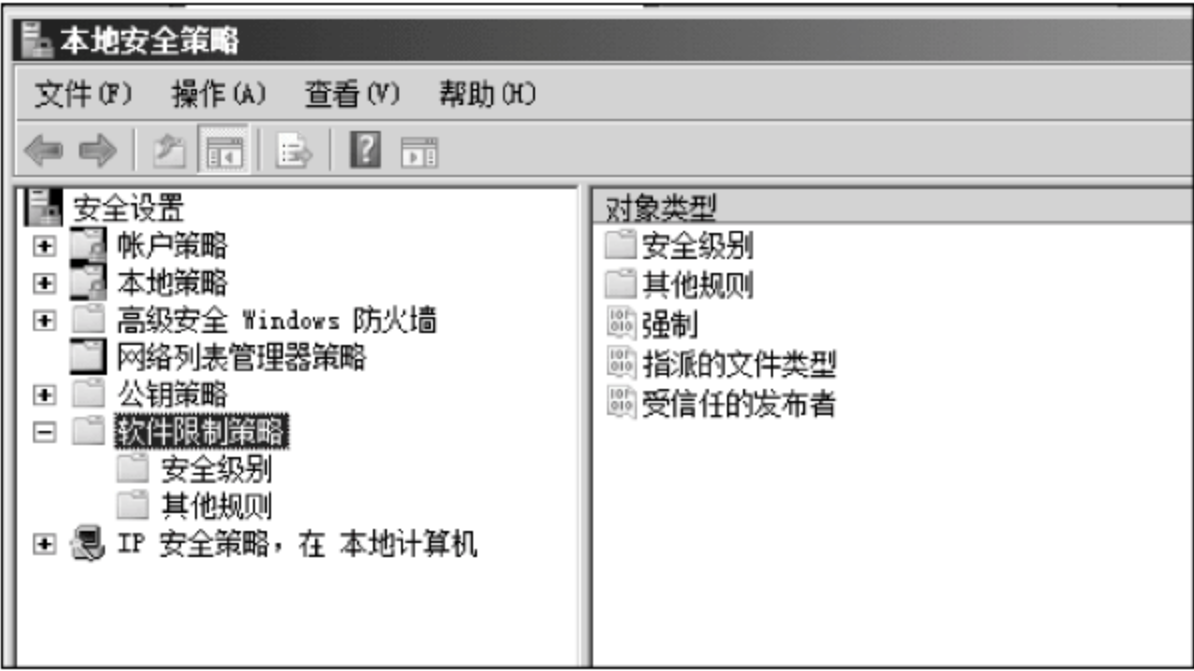 本地安全策略
文件(F) 操作(A) 查看(V) 帮助(H)
安全设置
帐户策略
本地策略
高级安全 Windows 防火墙
网络列表管理器策略
公钥策略
软件限制策略
安全级别
其他规则
IP 安全策略，在 本地计算机
对象类型
安全级别
其他规则
强制
指派的文件类型
受信任的发布者